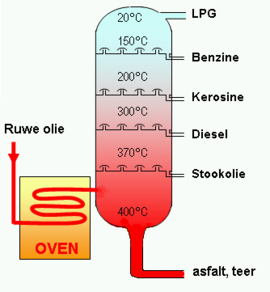 20°C
LPG
150°C
Benzine
200°C
Kerosine
300°C
Diesel
Ruwe olie
370°C
Stookolie
400°C
OVEN
asfalt, teer